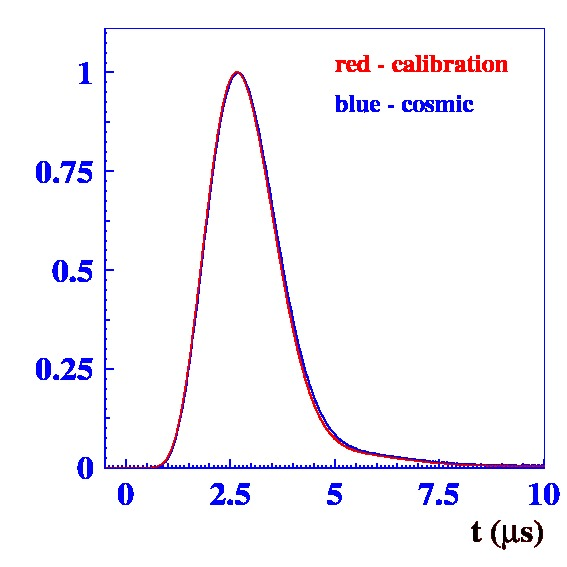 red - calibration
blue - cosmic
1
0.75
0.5
0.25
0
0 2.5 5 7.5 10
t (μs)